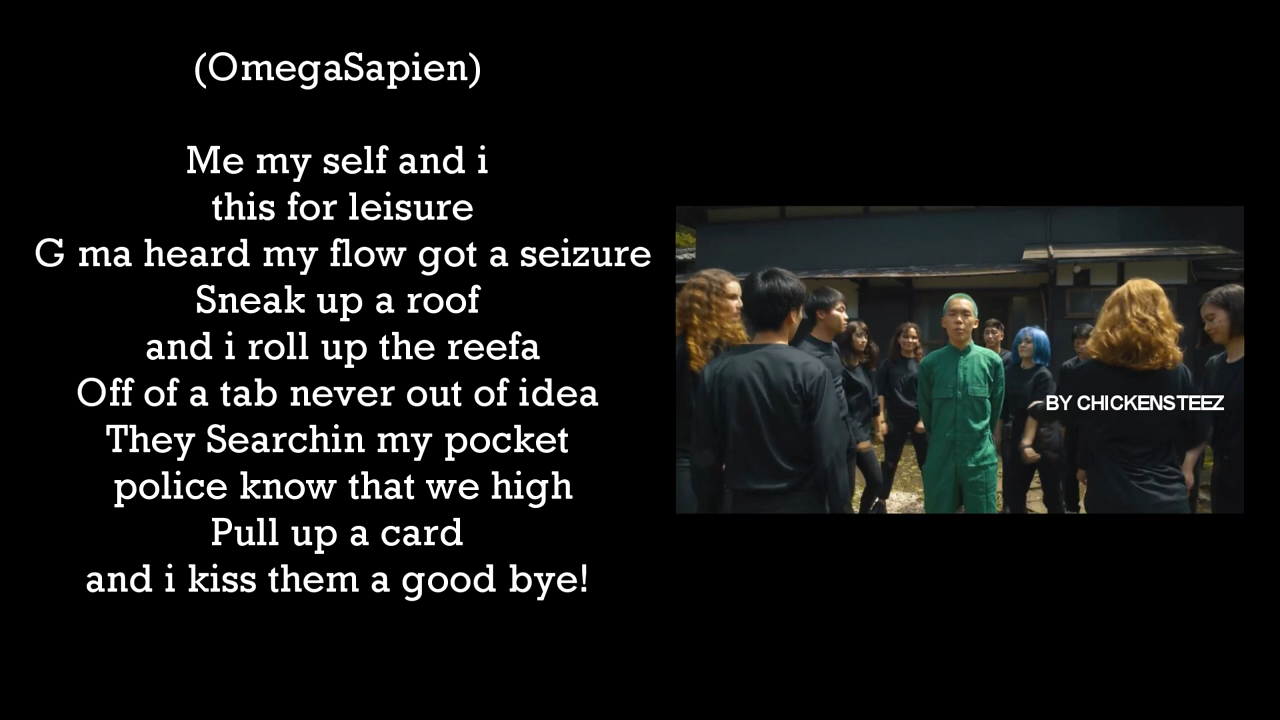 (OmegaSapien)
Me my self and i
this for leisure
G ma heard my flow got a seizure
Sneak up a roof
and i roll up the reefa
Off of a tab never out of idea
They Searchin my pocket
police know that we high
Pull up a card
and i kiss them a good bye!
BY CHICKENSTEEZ